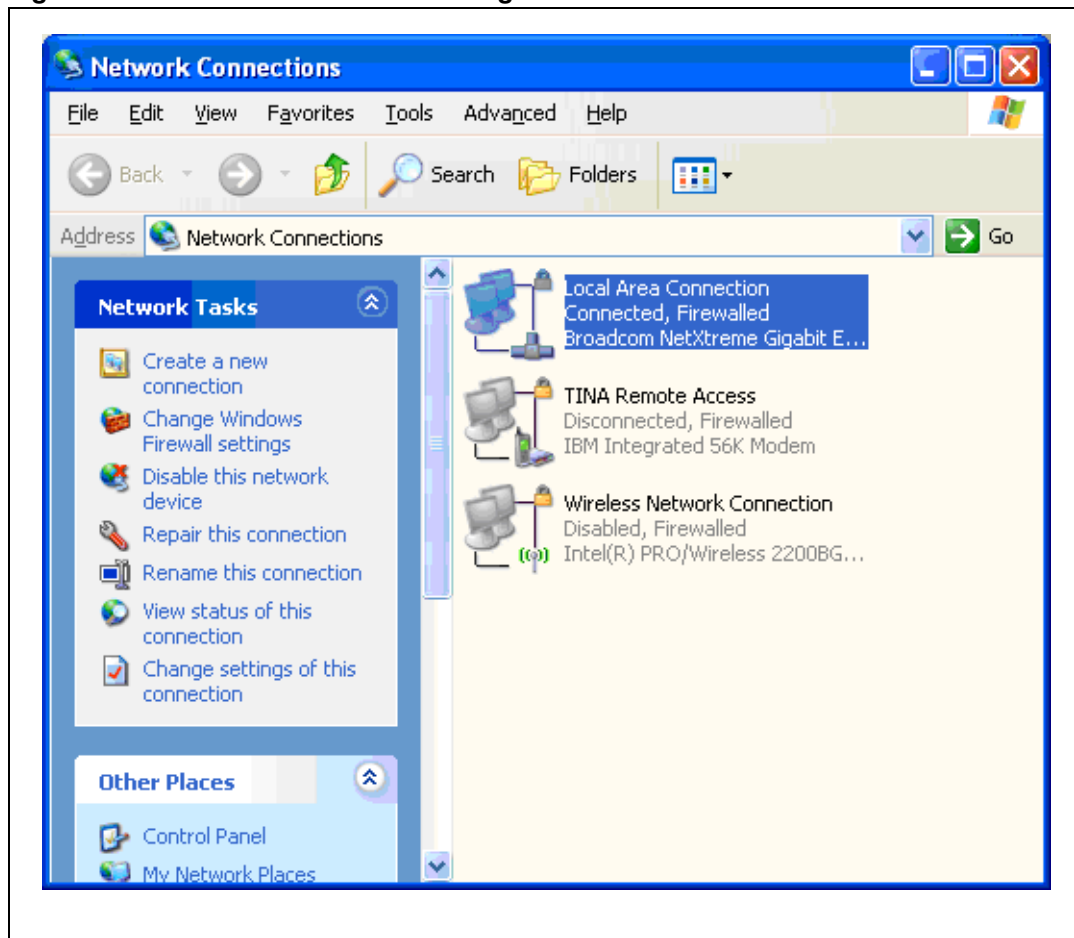 Network Connections
File Edit View Favorites Tools Advanced Help
Back Search Folders
Address Network Connections Go
Network Tasks
Create a new
connection
Change Windows
Firewall settings
Disable this network
device
Repair this connection
Rename this connection
View status of this
connection
Change settings of this
connection
Other Places
Control Panel
My Network Places
Local Area Connection
Connected, Firewalled
Broadcom NetXtreme Gigabit E...
TINA Remote Access
Disconnected, Firewalled
IBM Integrated 56K Modem
Wireless Network Connection
Disabled, Firewalled
Intel(R) PRO/Wireless 2200BG...